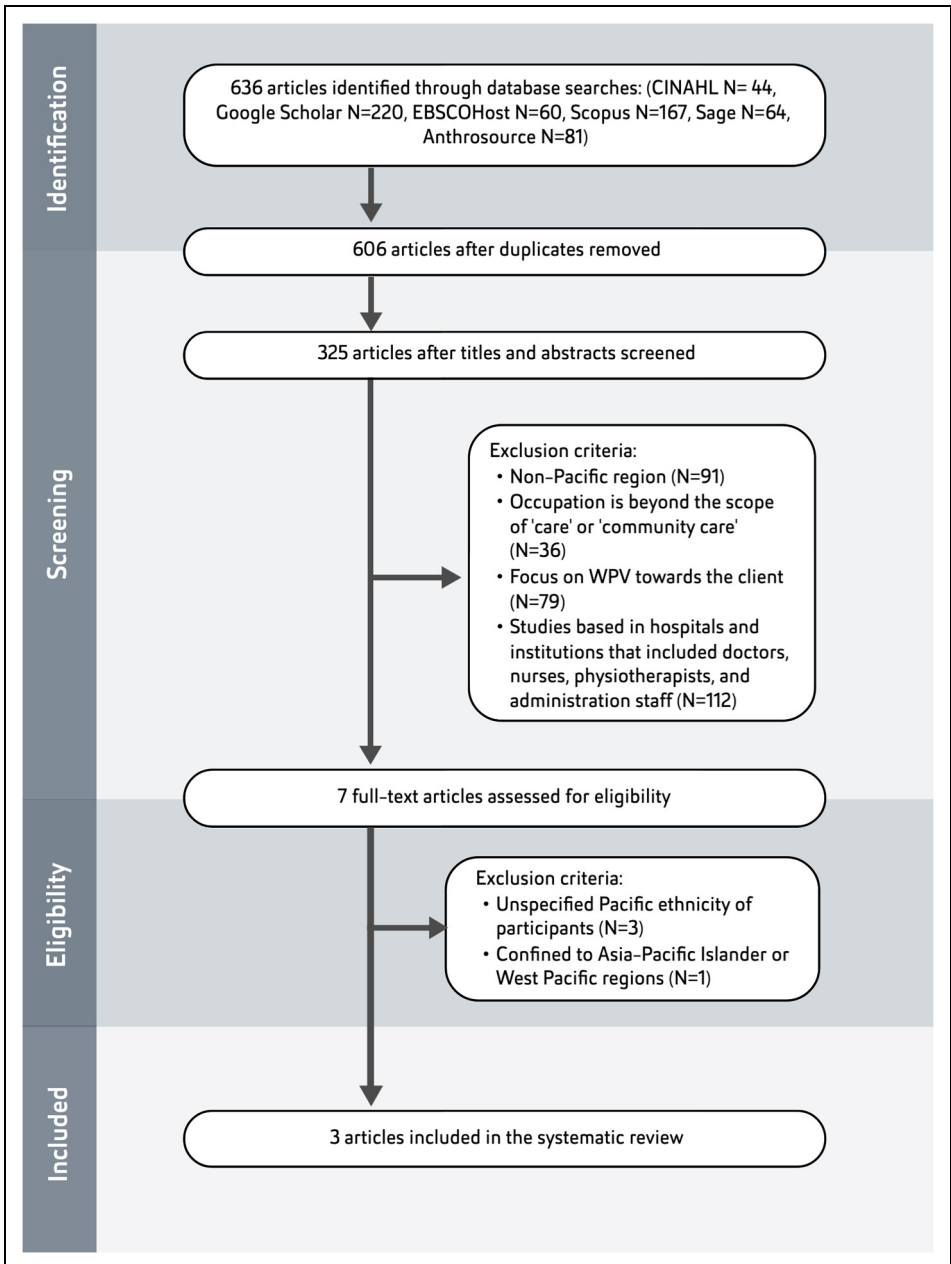 Identification
636 articles identified through database searches: (CINAHL N= 44,
Google Scholar N=220, EBSCOHost N=60, Scopus N=167, Sage N=64,
Anthrosource N=81)
606 articles after duplicates removed
Screening
325 articles after titles and abstracts screened
Exclusion criteria:
• Non-Pacific region (N=91)
• Occupation is beyond the scope
of 'care' or 'community care'
(N=36)
• Focus on WPV towards the client
(N=79)
• Studies based in hospitals and
institutions that included doctors,
nurses, physiotherapists, and
administration staff (N=112)
7 full-text articles assessed for eligibility
Eligibility
Exclusion criteria:
• Unspecified Pacific ethnicity of
participants (N=3)
• Confined to Asia-Pacific Islander or
West Pacific regions (N=1)
Included
3 articles included in the systematic review